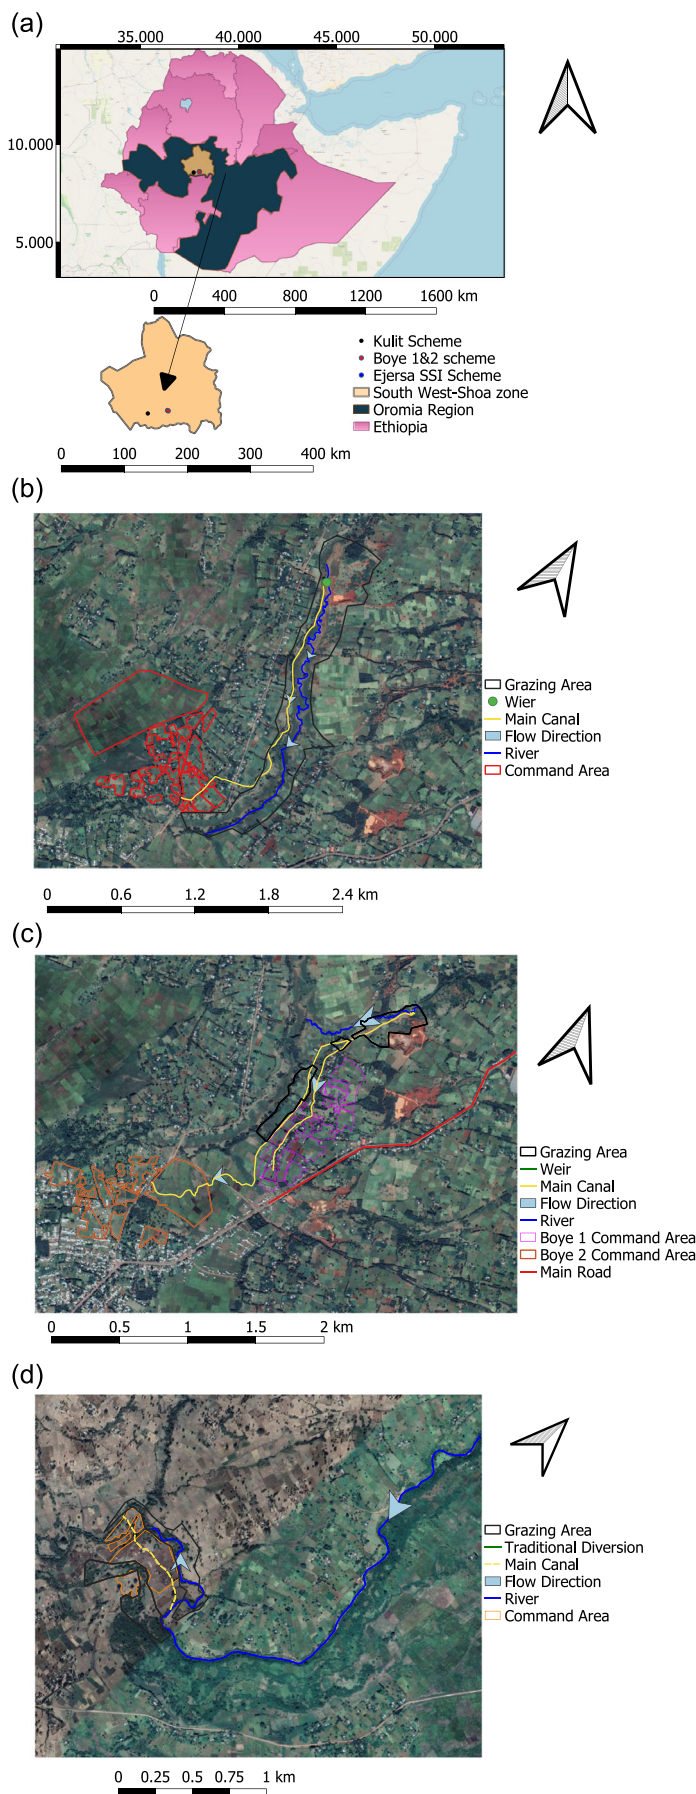 (a)
35.000 40.000 45.000 50.000
10.000
5.000
0 400 800 1200 1600 km
Kulit Scheme
Boye 1&2 scheme
Ejersa SSI Scheme
South West-Shoa zone
Oromia Region
Ethiopia
0 100 200 300 400 km
(b)
Grazing Area
Wier
Main Canal
Flow Direction
River
Command Area
0 0.6 1.2 1.8 2.4 km
(c)
Grazing Area
Weir
Main Canal
Flow Direction
River
Boye 1 Command Area
Boye 2 Command Area
Main Road
0 0.5 1 1.5 2 km
(d)
Grazing Area
Traditional Diversion
Main Canal
Flow Direction
River
Command Area
0 0.25 0.5 0.75 1 km